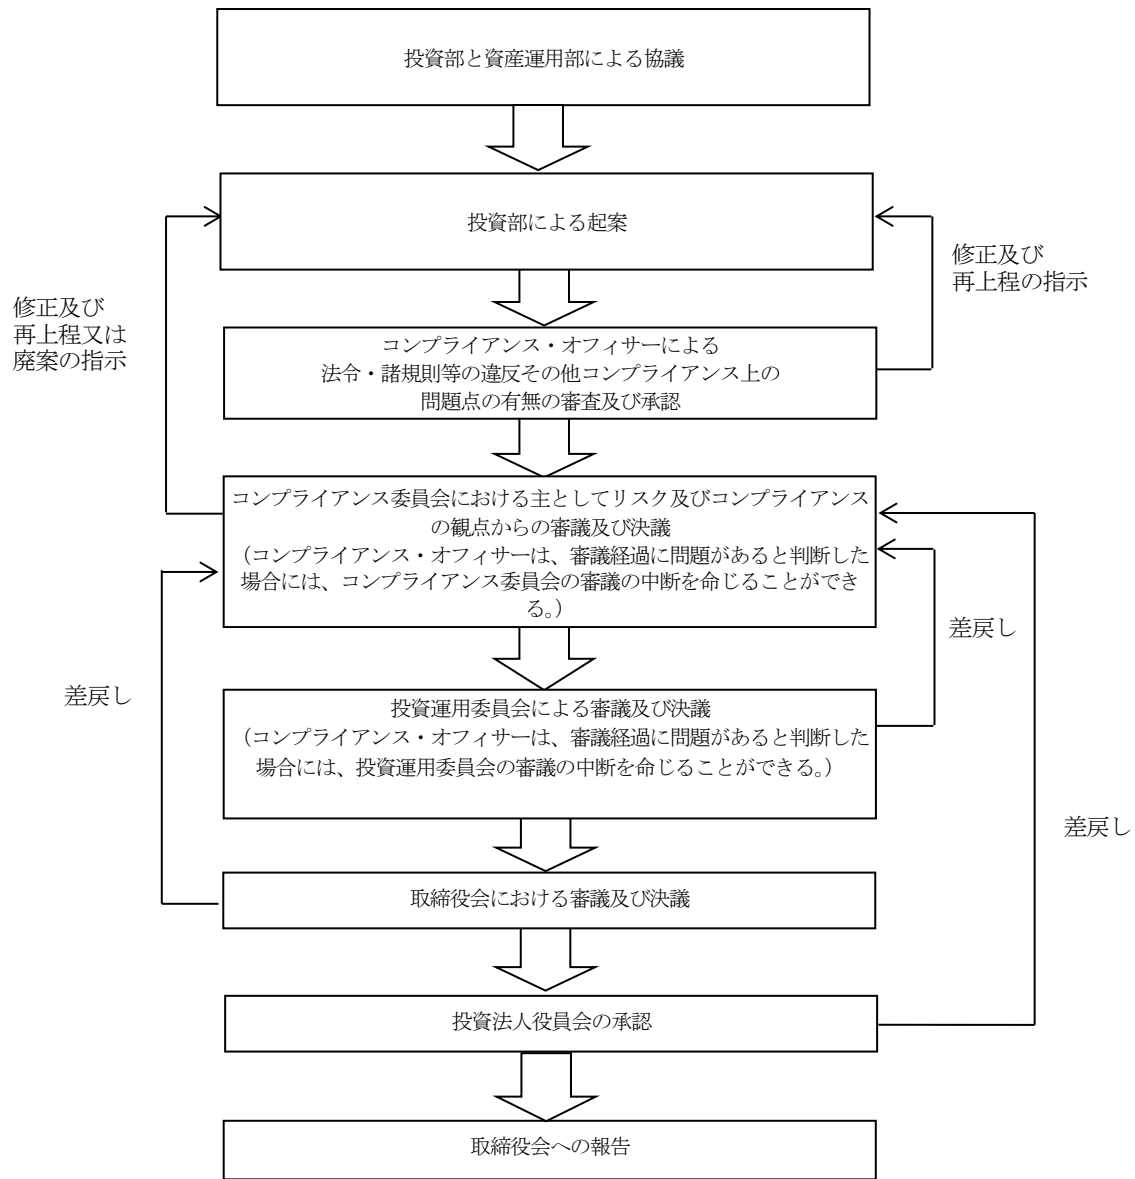 投資部と資産運用部による協議
投資部による起案
修正及び
再上程の指示
修正及び
再上程又は
廃案の指示
コンプライアンス・オフィサーによる
法令・諸規則等の違反その他コンプライアンス上の
問題点の有無の審査及び承認
コンプライアンス委員会における主としてリスク及びコンプライアンス
の観点からの審議及び決議
（コンプライアンス・オフィサーは、審議経過に問題があると判断した
場合には、コンプライアンス委員会の審議の中断を命じることができ
る。）
差戻し
差戻し
投資運用委員会による審議及び決議
（コンプライアンス・オフィサーは、審議経過に問題があると判断した
場合には、投資運用委員会の審議の中断を命じることができる。）
差戻し
取締役会における審議及び決議
投資法人役員会の承認
取締役会への報告